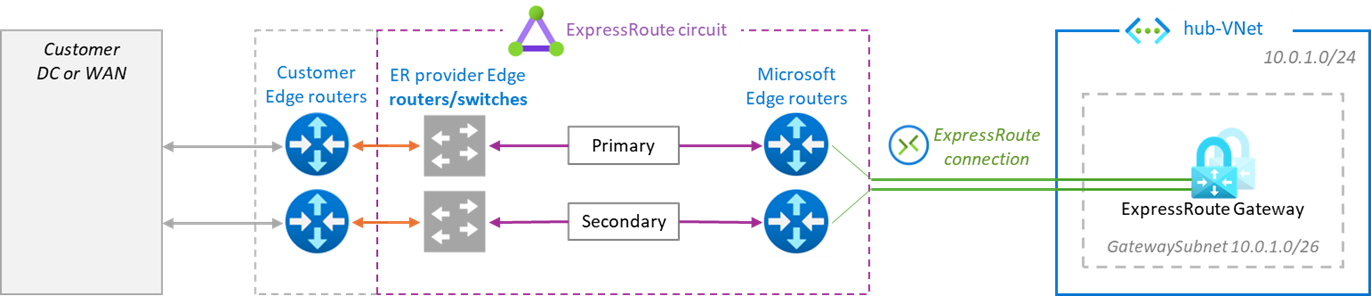 Customer
DC or WAN
Customer
Edge routers
ER provider Edge
routers/switches
ExpressRoute circuit
Primary
Secondary
Microsoft
Edge routers
ExpressRoute
connection
hub-VNet
10.0.1.0/24
ExpressRoute Gateway
GatewaySubnet 10.0.1.0/26